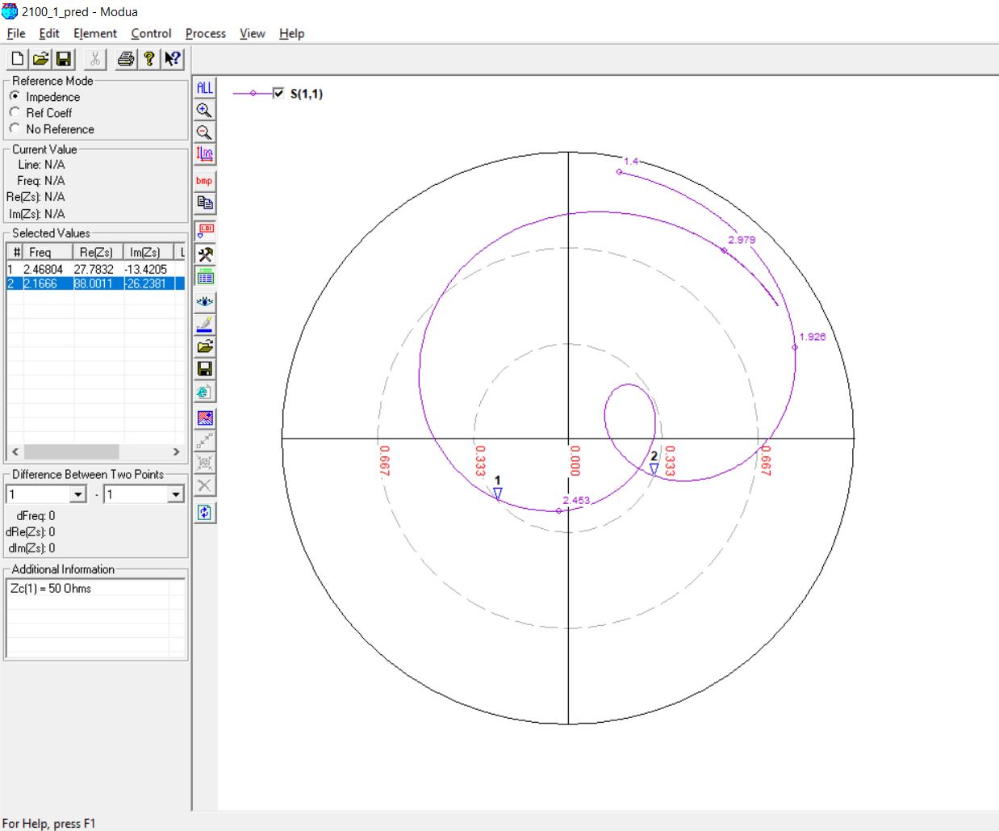 2100_1_pred - Modua
File Edit Element Control Process View Help
Reference Mode
Impedence
Ref Coeff
No Reference
Current Value
Line: N/A
Freq: N/A
Re(Zs): N/A
Im(Zs): N/A
Selected Values
# Freq Re(Zs) Im(Zs) L
1 2.46804 27.7832 -13.4205
2 2.1666 88.0011 -26.2381
Difference Between Two Points
1 - 1
dFreq: 0
dRe(Zs): 0
dIm(Zs): 0
Additional Information
Zc(1) = 50 Ohms
For Help, press F1
ALL
bmp
1.01
S(1,1)
1.4
2.979
1.926
0.667
0.333
0.000
0.333
0.667
1
2
2.453